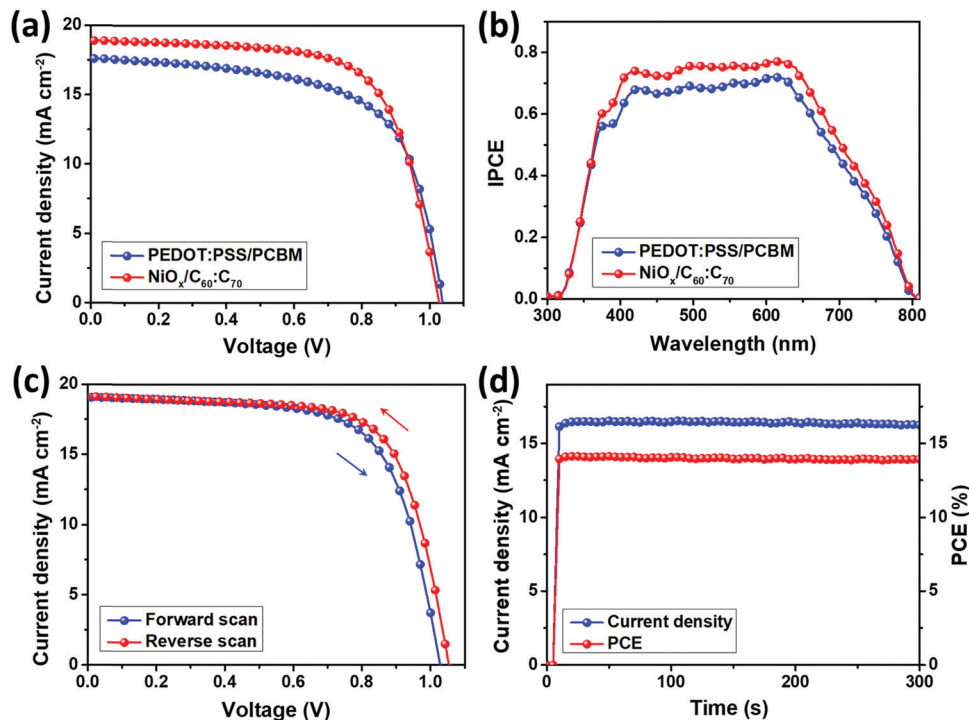 (a)
20
15
10
5
0
0.0 0.2 0.4 0.6 0.8 1.0
Current density (mA cm⁻²)
Voltage (V)
PEDOT:PSS/PCBM
NiOₓ/C₆₀:C₇₀
(b)
0.8
0.6
0.4
0.2
0.0
300 400 500 600 700 800
IPCE
Wavelength (nm)
PEDOT:PSS/PCBM
NiOₓ/C₆₀:C₇₀
(c)
20
15
10
5
0
0.0 0.2 0.4 0.6 0.8 1.0
Current density (mA cm⁻²)
Voltage (V)
Forward scan
Reverse scan
(d)
20
15
10
5
0
0 100 200 300
15
10
5
0
Current density (mA cm⁻²)
PCE (%)
Time (s)
Current density
PCE